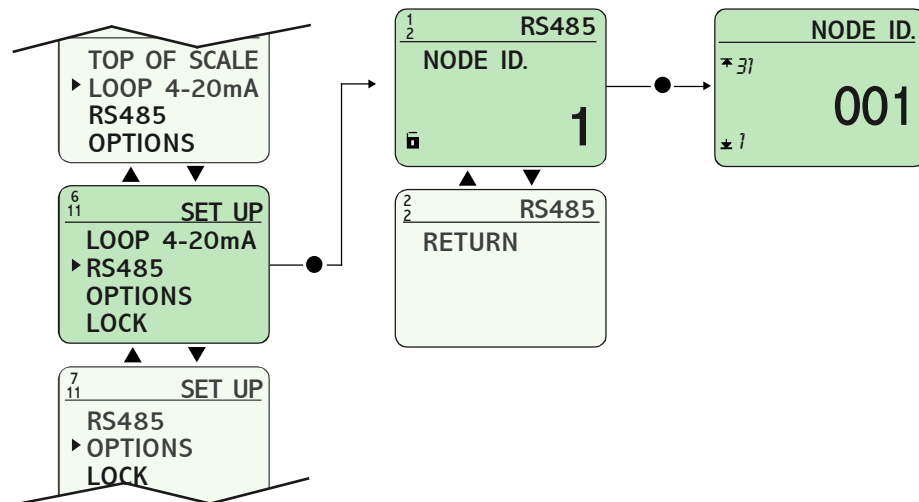 TOP OF SCALE
LOOP 4-20mA
RS485
OPTIONS
6
11 SET UP
LOOP 4-20mA
RS485
OPTIONS
LOCK
7
11 SET UP
RS485
OPTIONS
LOCK
1
2 RS485
NODE ID.
1
2
2 RS485
RETURN
NODE ID.
31
001
1